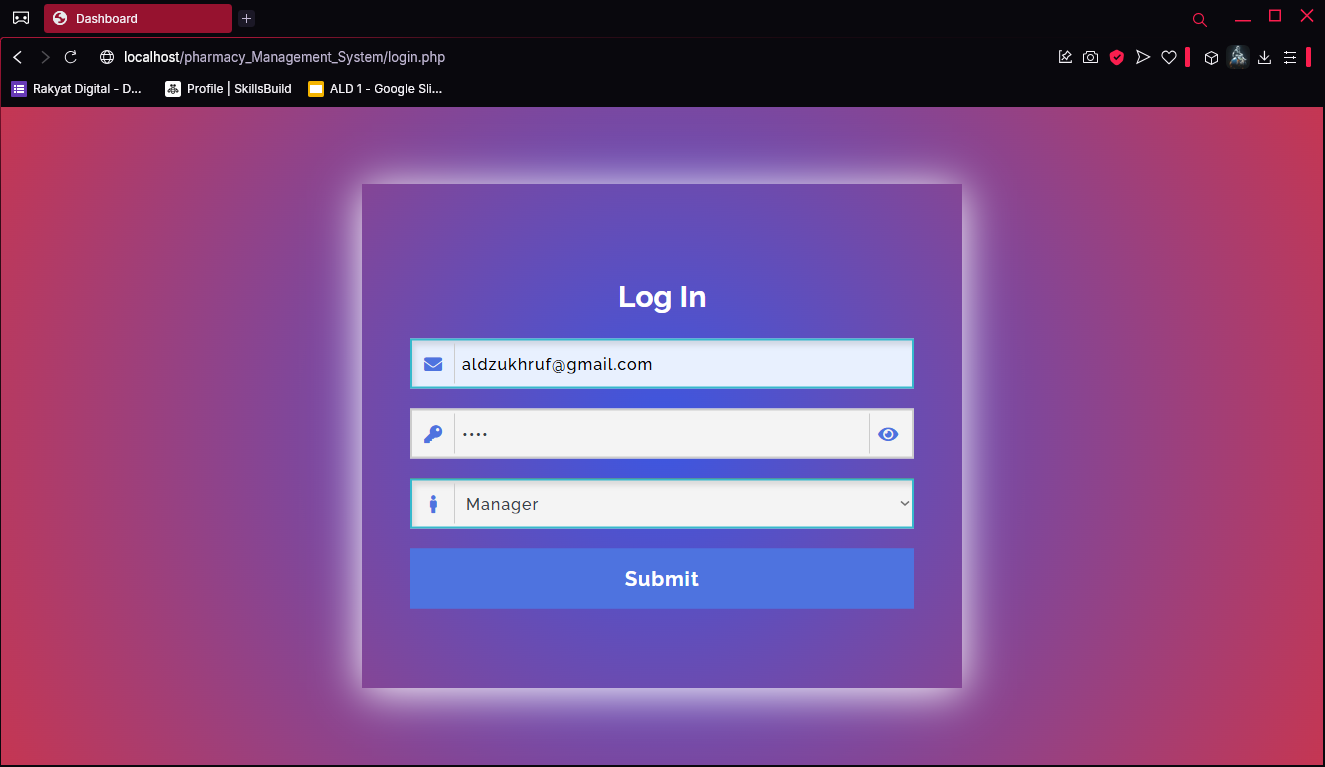 Dashboard
localhost/pharmacy_Management_System/login.php
Rakyat Digital - D... Profile | SkillsBuild ALD 1 - Google Sli...
Log In
aldzukhruf@gmail.com
••••
Manager
Submit